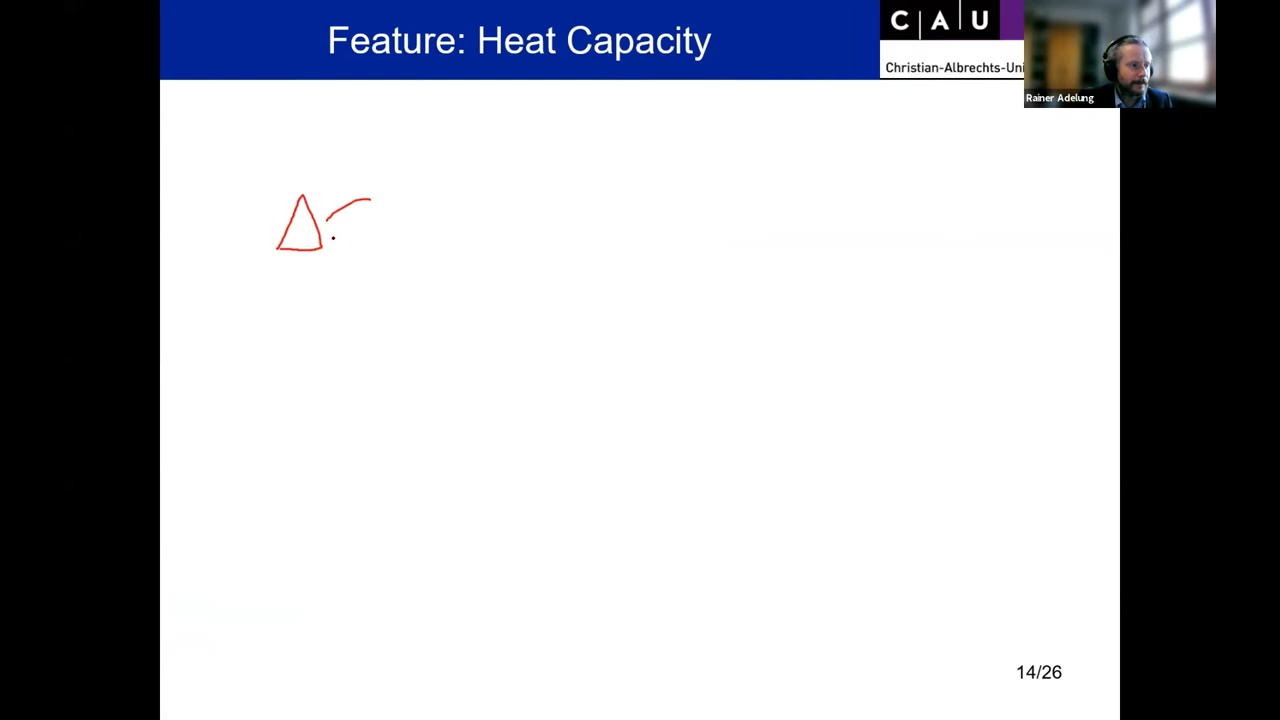 Feature: Heat Capacity
C|A|U
Christian-Albrechts-Uni
Rainer Adelung
Δ
14/26